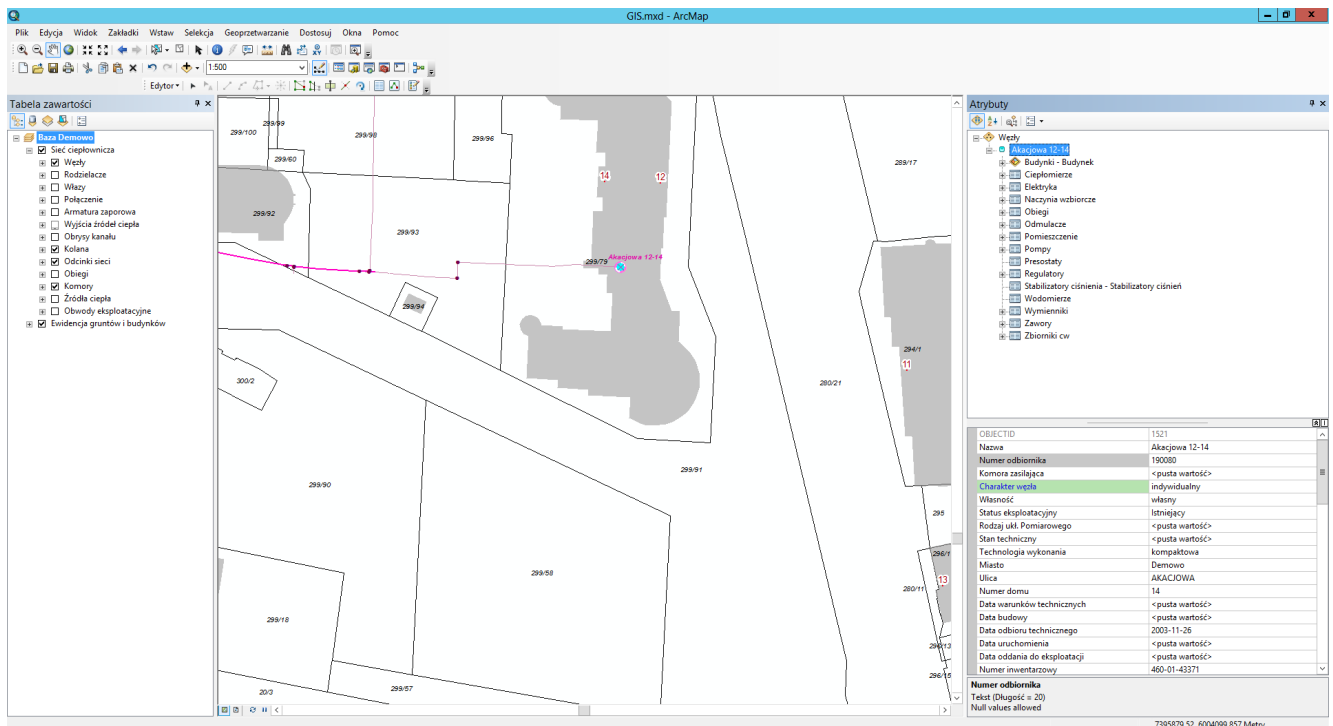 GIS.mxd - ArcMap
Plik Edycja Widok Zakładki Wstaw Selekcja Geoprzetwarzanie Dostosuj Okna Pomoc
1:500
Edytor
Tabela zawartości
Baza Demowo
Sieć ciepłownicza
Węzły
Rodzielacze
Włazy
Połączenie
Armatura zaporowa
Wyjścia źródeł ciepła
Obrysy kanału
Kolana
Odcinki sieci
Obiegi
Komory
Źródła ciepła
Obwody eksploatacyjne
Ewidencja gruntów i budynków
299/100
299/99
299/98
299/96
299/60
289/17
14
12
299/92
299/93
299/79
Akacjowa 12-14
299/94
294/1
11
300/2
280/21
299/91
299/90
295
296/1
299/58
280/11
13
299/18
296/13
296/15
20/3
299/57
Atrybuty
Węzły
Akacjowa 12-14
Budynki - Budynek
Ciepłomierze
Elektryka
Naczynia wzbiorcze
Obiegi
Odmulacze
Pomieszczenie
Pompy
Presostaty
Regulatory
Stabilizatory ciśnienia - Stabilizatory ciśnień
Wodomierze
Wymienniki
Zawory
Zbiorniki cw
OBJECTID 1521
Nazwa Akacjowa 12-14
Numer odbiornika 190080
Komora zasilająca <pusta wartość>
Charakter węzła indywidualny
Własność własny
Status eksploatacyjny Istniejący
Rodzaj ukł. Pomiarowego <pusta wartość>
Stan techniczny <pusta wartość>
Technologia wykonania kompaktowa
Miasto Demowo
Ulica AKACJOWA
Numer domu 14
Data warunków technicznych <pusta wartość>
Data budowy <pusta wartość>
Data odbioru technicznego 2003-11-26
Data uruchomienia <pusta wartość>
Data oddania do eksploatacji <pusta wartość>
Numer inwentarzowy 460-01-43371
Numer odbiornika
Tekst (Długość = 20)
Null values allowed
7395879,52 6004099,857 Metry